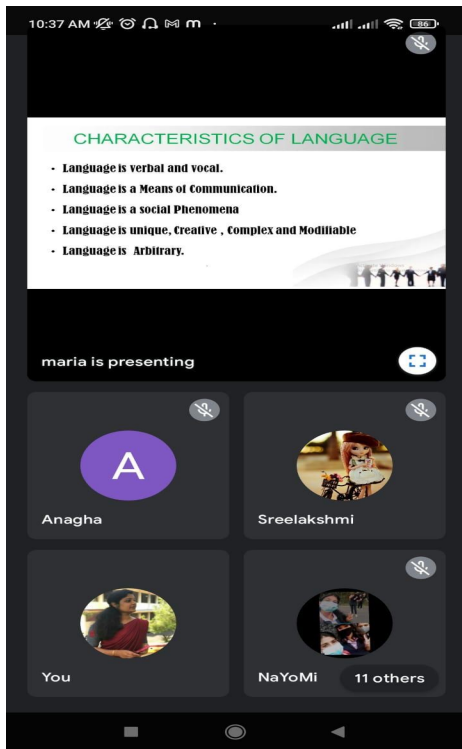 10:37 AM
86
CHARACTERISTICS OF LANGUAGE
- Language is verbal and vocal.
- Language is a Means of Communication.
- Language is a social Phenomena
- Language is unique, Creative , Complex and Modifiable
- Language is Arbitrary.
maria is presenting
A
Anagha
Sreelakshmi
You
NaYoMi
11 others